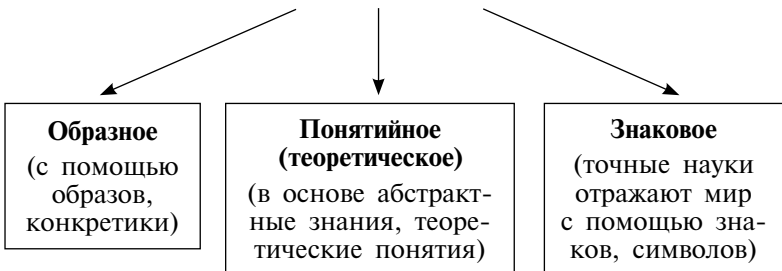 Образное
(с помощью
образов,
конкретики)
Понятийное
(теоретическое)
(в основе абстракт-
ные знания, теоре-
тические понятия)
Знаковое
(точные науки
отражают мир
с помощью зна-
ков, символов)